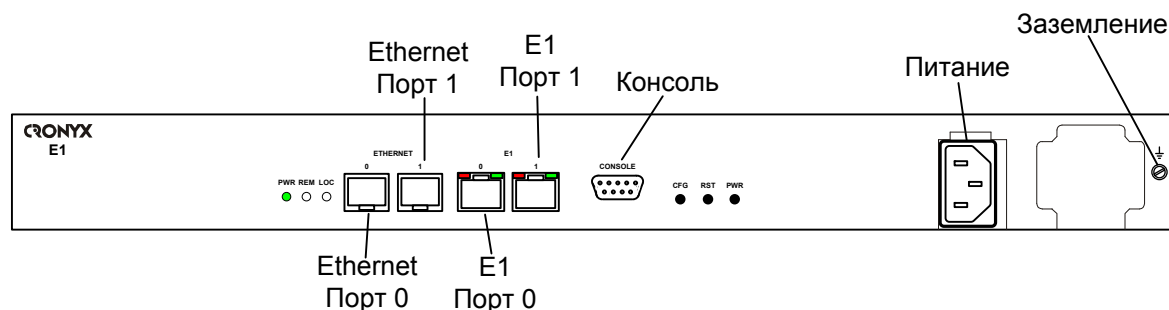 Заземление
Ethernet
Порт 1
E1
Порт 1
Консоль
Питание
CRONYX
E1
ETHERNET
0 1
E1
0 1
CONSOLE
PWR REM LOC
CFG RST PWR
Ethernet
Порт 0
E1
Порт 0